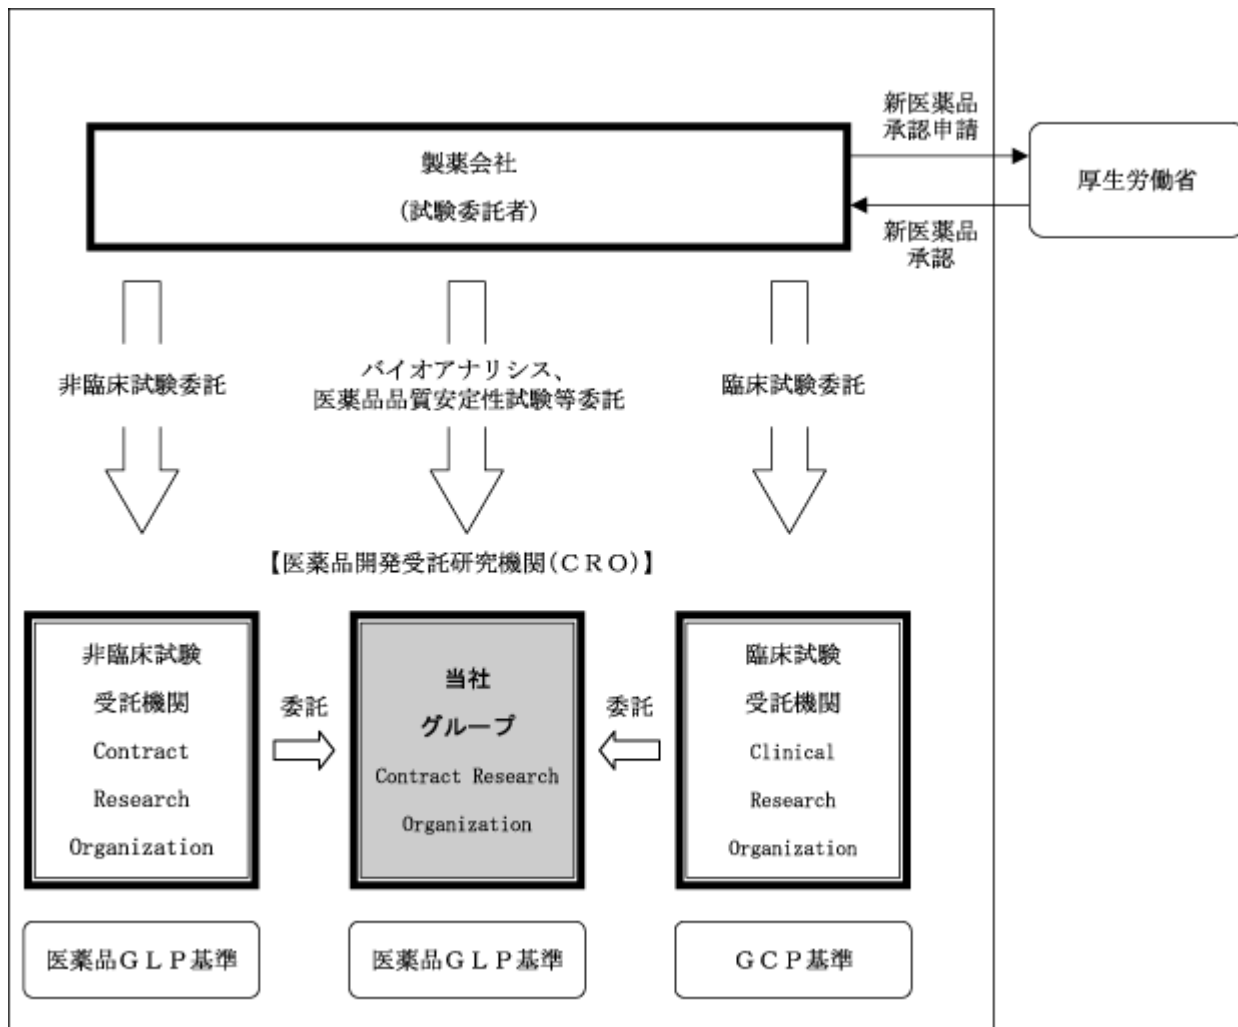 新医薬品
承認申請
製薬会社
(試験委託者)
厚生労働省
新医薬品
承認
非臨床試験委託
バイオアナリシス、
医薬品品質安定性試験等委託
臨床試験委託
【医薬品開発受託研究機関(ＣＲＯ)】
非臨床試験
受託機関
Contract
Research
Organization
委託
当社
グループ
Contract Research
Organization
委託
臨床試験
受託機関
Clinical
Research
Organization
医薬品ＧＬＰ基準
医薬品ＧＬＰ基準
ＧＣＰ基準